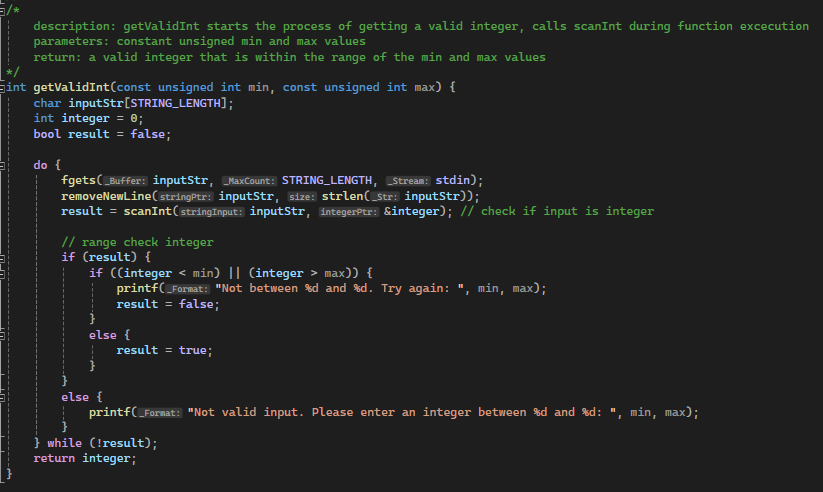 /*
description: getValidInt starts the process of getting a valid integer, calls scanInt during function excecution
parameters: constant unsigned min and max values
return: a valid integer that is within the range of the min and max values
*/
int getValidInt(const unsigned int min, const unsigned int max) {
char inputStr[STRING_LENGTH];
int integer = 0;
bool result = false;
do {
fgets(_Buffer: inputStr, _MaxCount: STRING_LENGTH, _Stream: stdin);
removeNewLine(stringPtr: inputStr, size: strlen(_Str: inputStr));
result = scanInt(stringInput: inputStr, integerPtr: &integer); // check if input is integer
// range check integer
if (result) {
if ((integer < min) || (integer > max)) {
printf(_Format: "Not between %d and %d. Try again: ", min, max);
result = false;
}
else {
result = true;
}
}
else {
printf(_Format: "Not valid input. Please enter an integer between %d and %d: ", min, max);
}
} while (!result);
return integer;
}